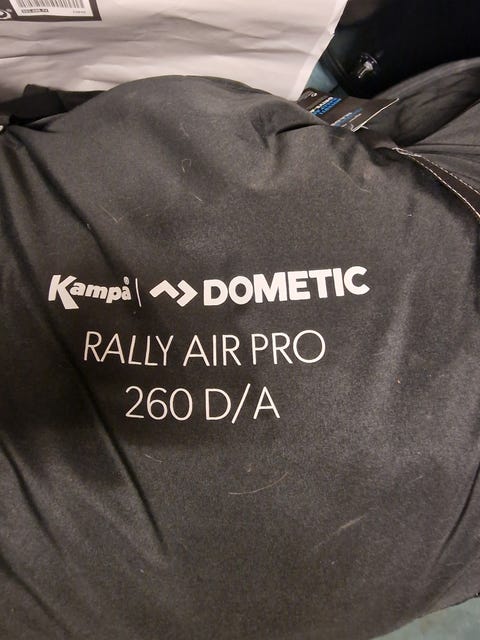 Kampa | DOMETIC
RALLY AIR PRO
260 D/A